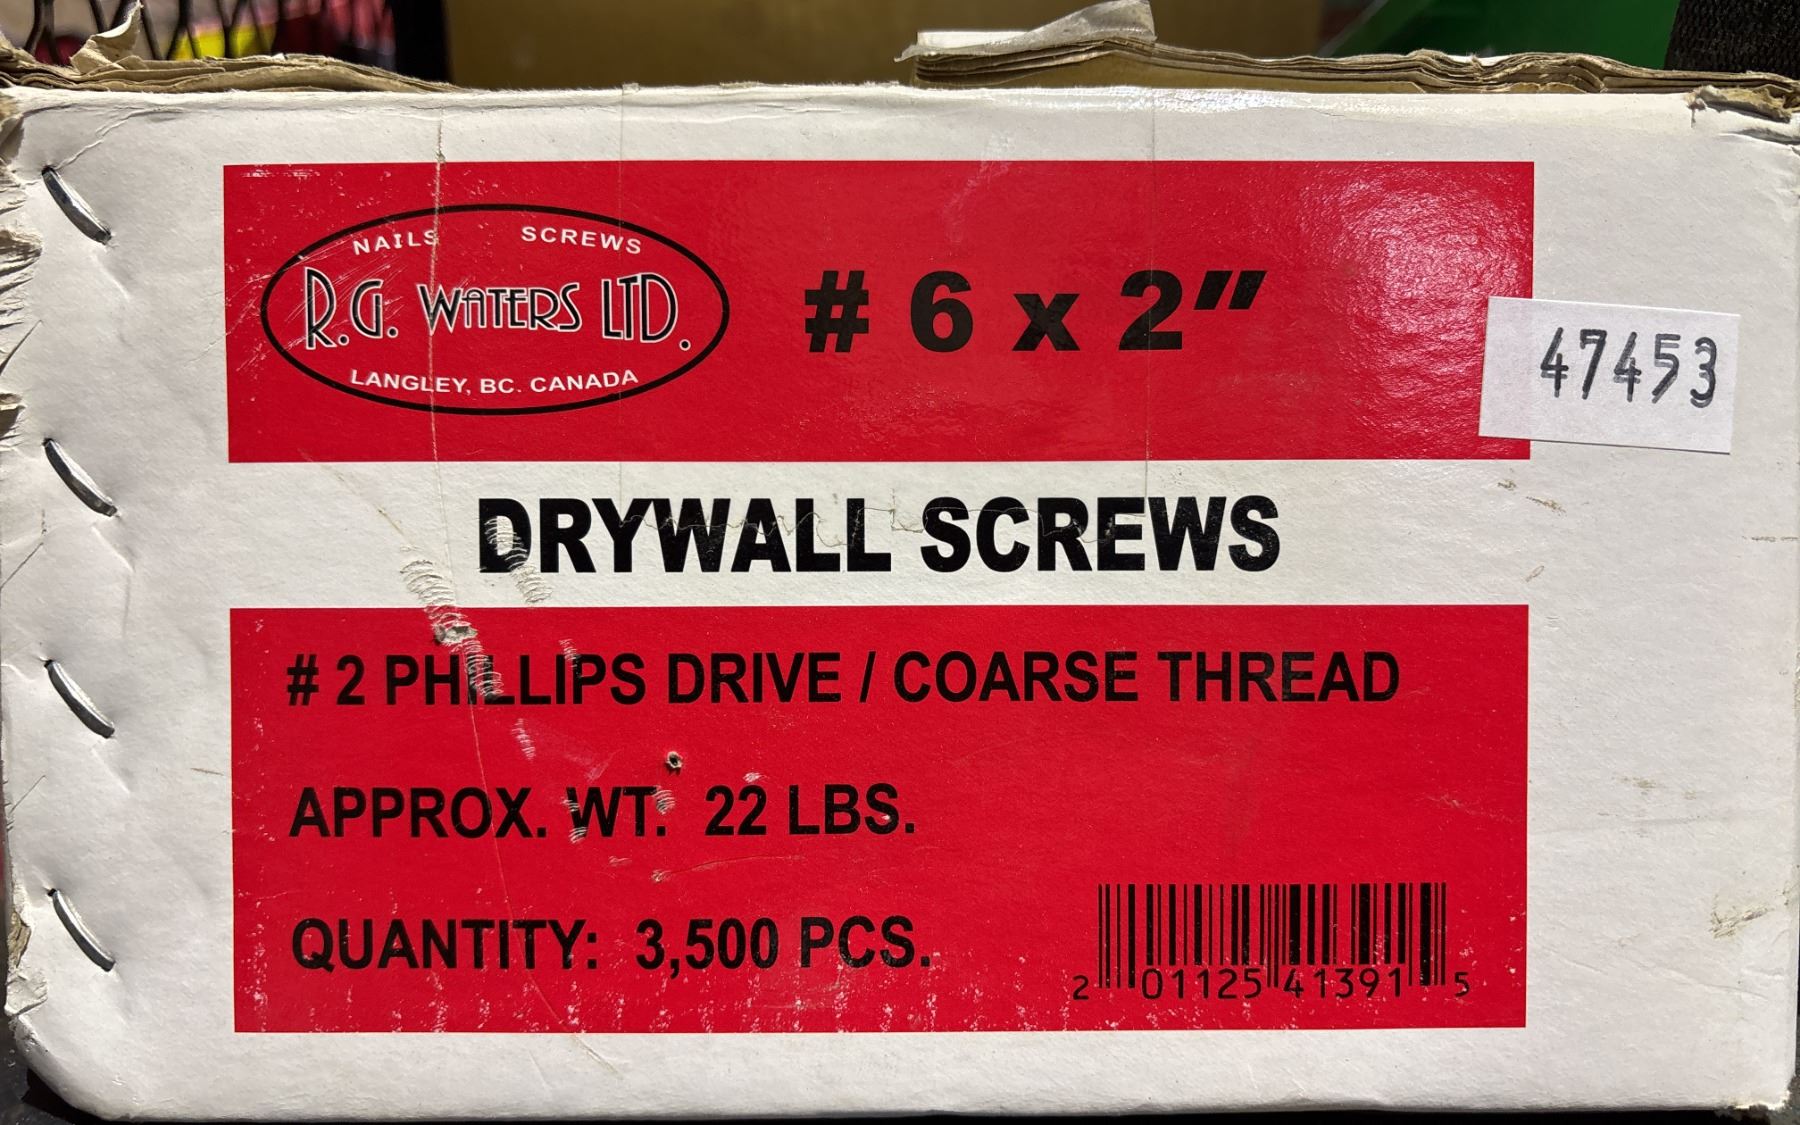 NAILS SCREWS
R.G. WATERS LTD.
LANGLEY, BC. CANADA
# 6 x 2"
47453
DRYWALL SCREWS
# 2 PHILLIPS DRIVE / COARSE THREAD
APPROX. WT. 22 LBS.
QUANTITY: 3,500 PCS.
2 01125 41391 5